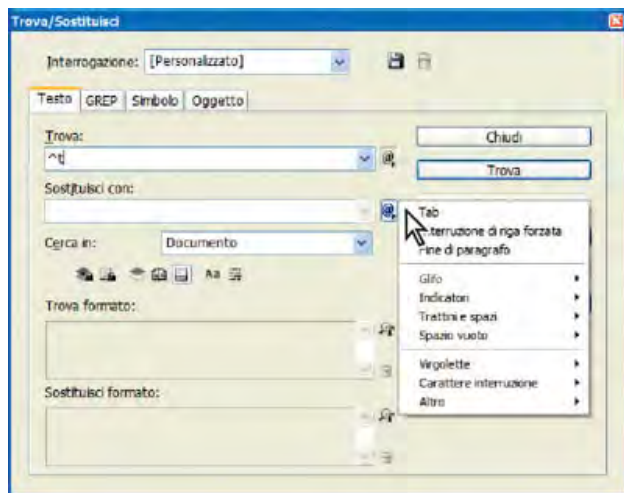 Trova/Sostituisci
Interrogazione: [Personalizzato]
Testo GREP Simbolo Oggetto
Trova:
^t
Chiudi
Trova
Sostituisci con:
Tab
Interruzione di riga forzata
Fine di paragrafo
Cerca in: Documento
Aa
Glifo
Indicatori
Trattini e spazi
Spazio vuoto
Virgolette
Carattere interruzione
Altro
Trova formato:
Sostituisci formato: